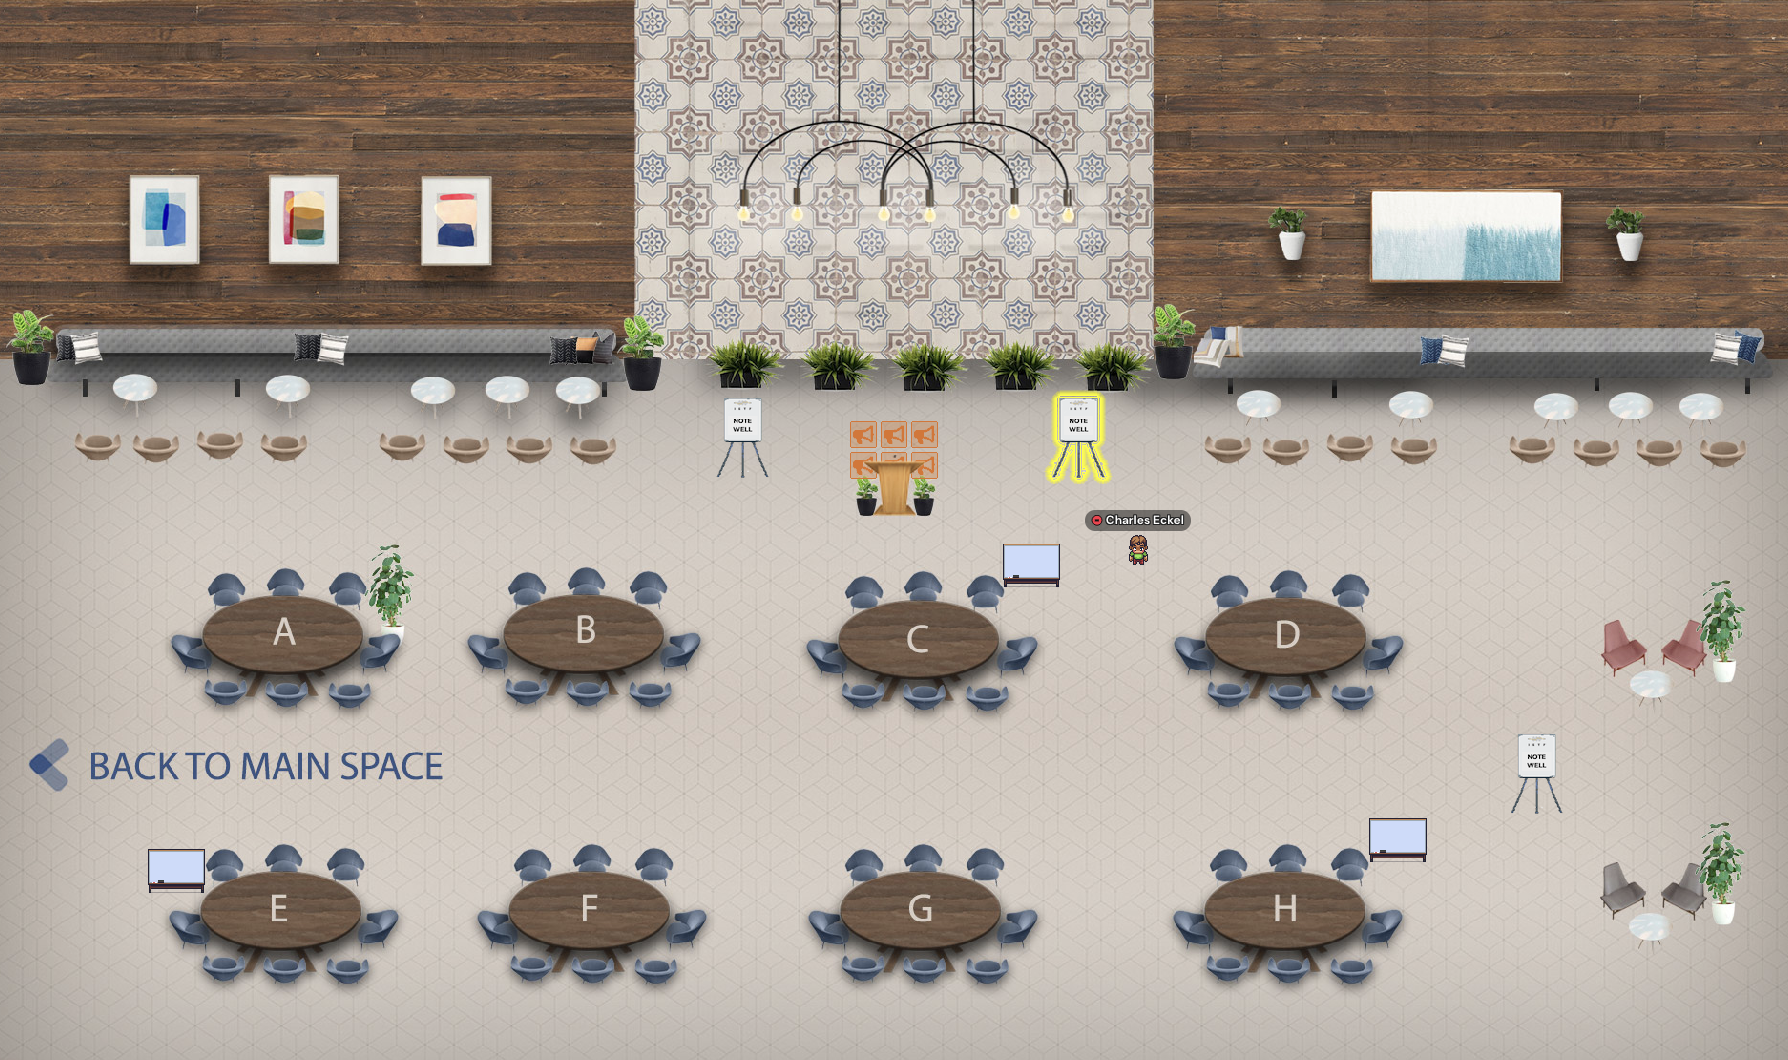 I E T F
NOTE
WELL
I E T F
NOTE
WELL
Charles Eckel
A
B
C
D
BACK TO MAIN SPACE
I E T F
NOTE
WELL
E
F
G
H